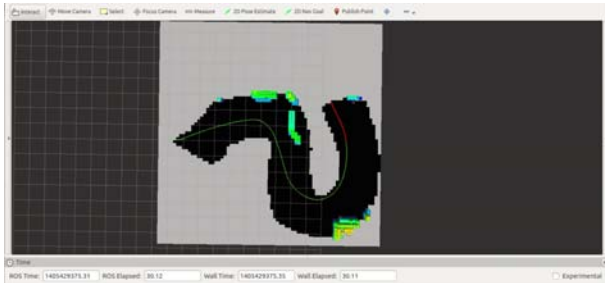 Interact Move Camera Select Focus Camera Measure 2D Pose Estimate 2D Nav Goal Publish Point
Time
ROS Time: 1405429375.31 ROS Elapsed: 30.12 Wall Time: 1405429375.35 Wall Elapsed: 30.11 Experimental